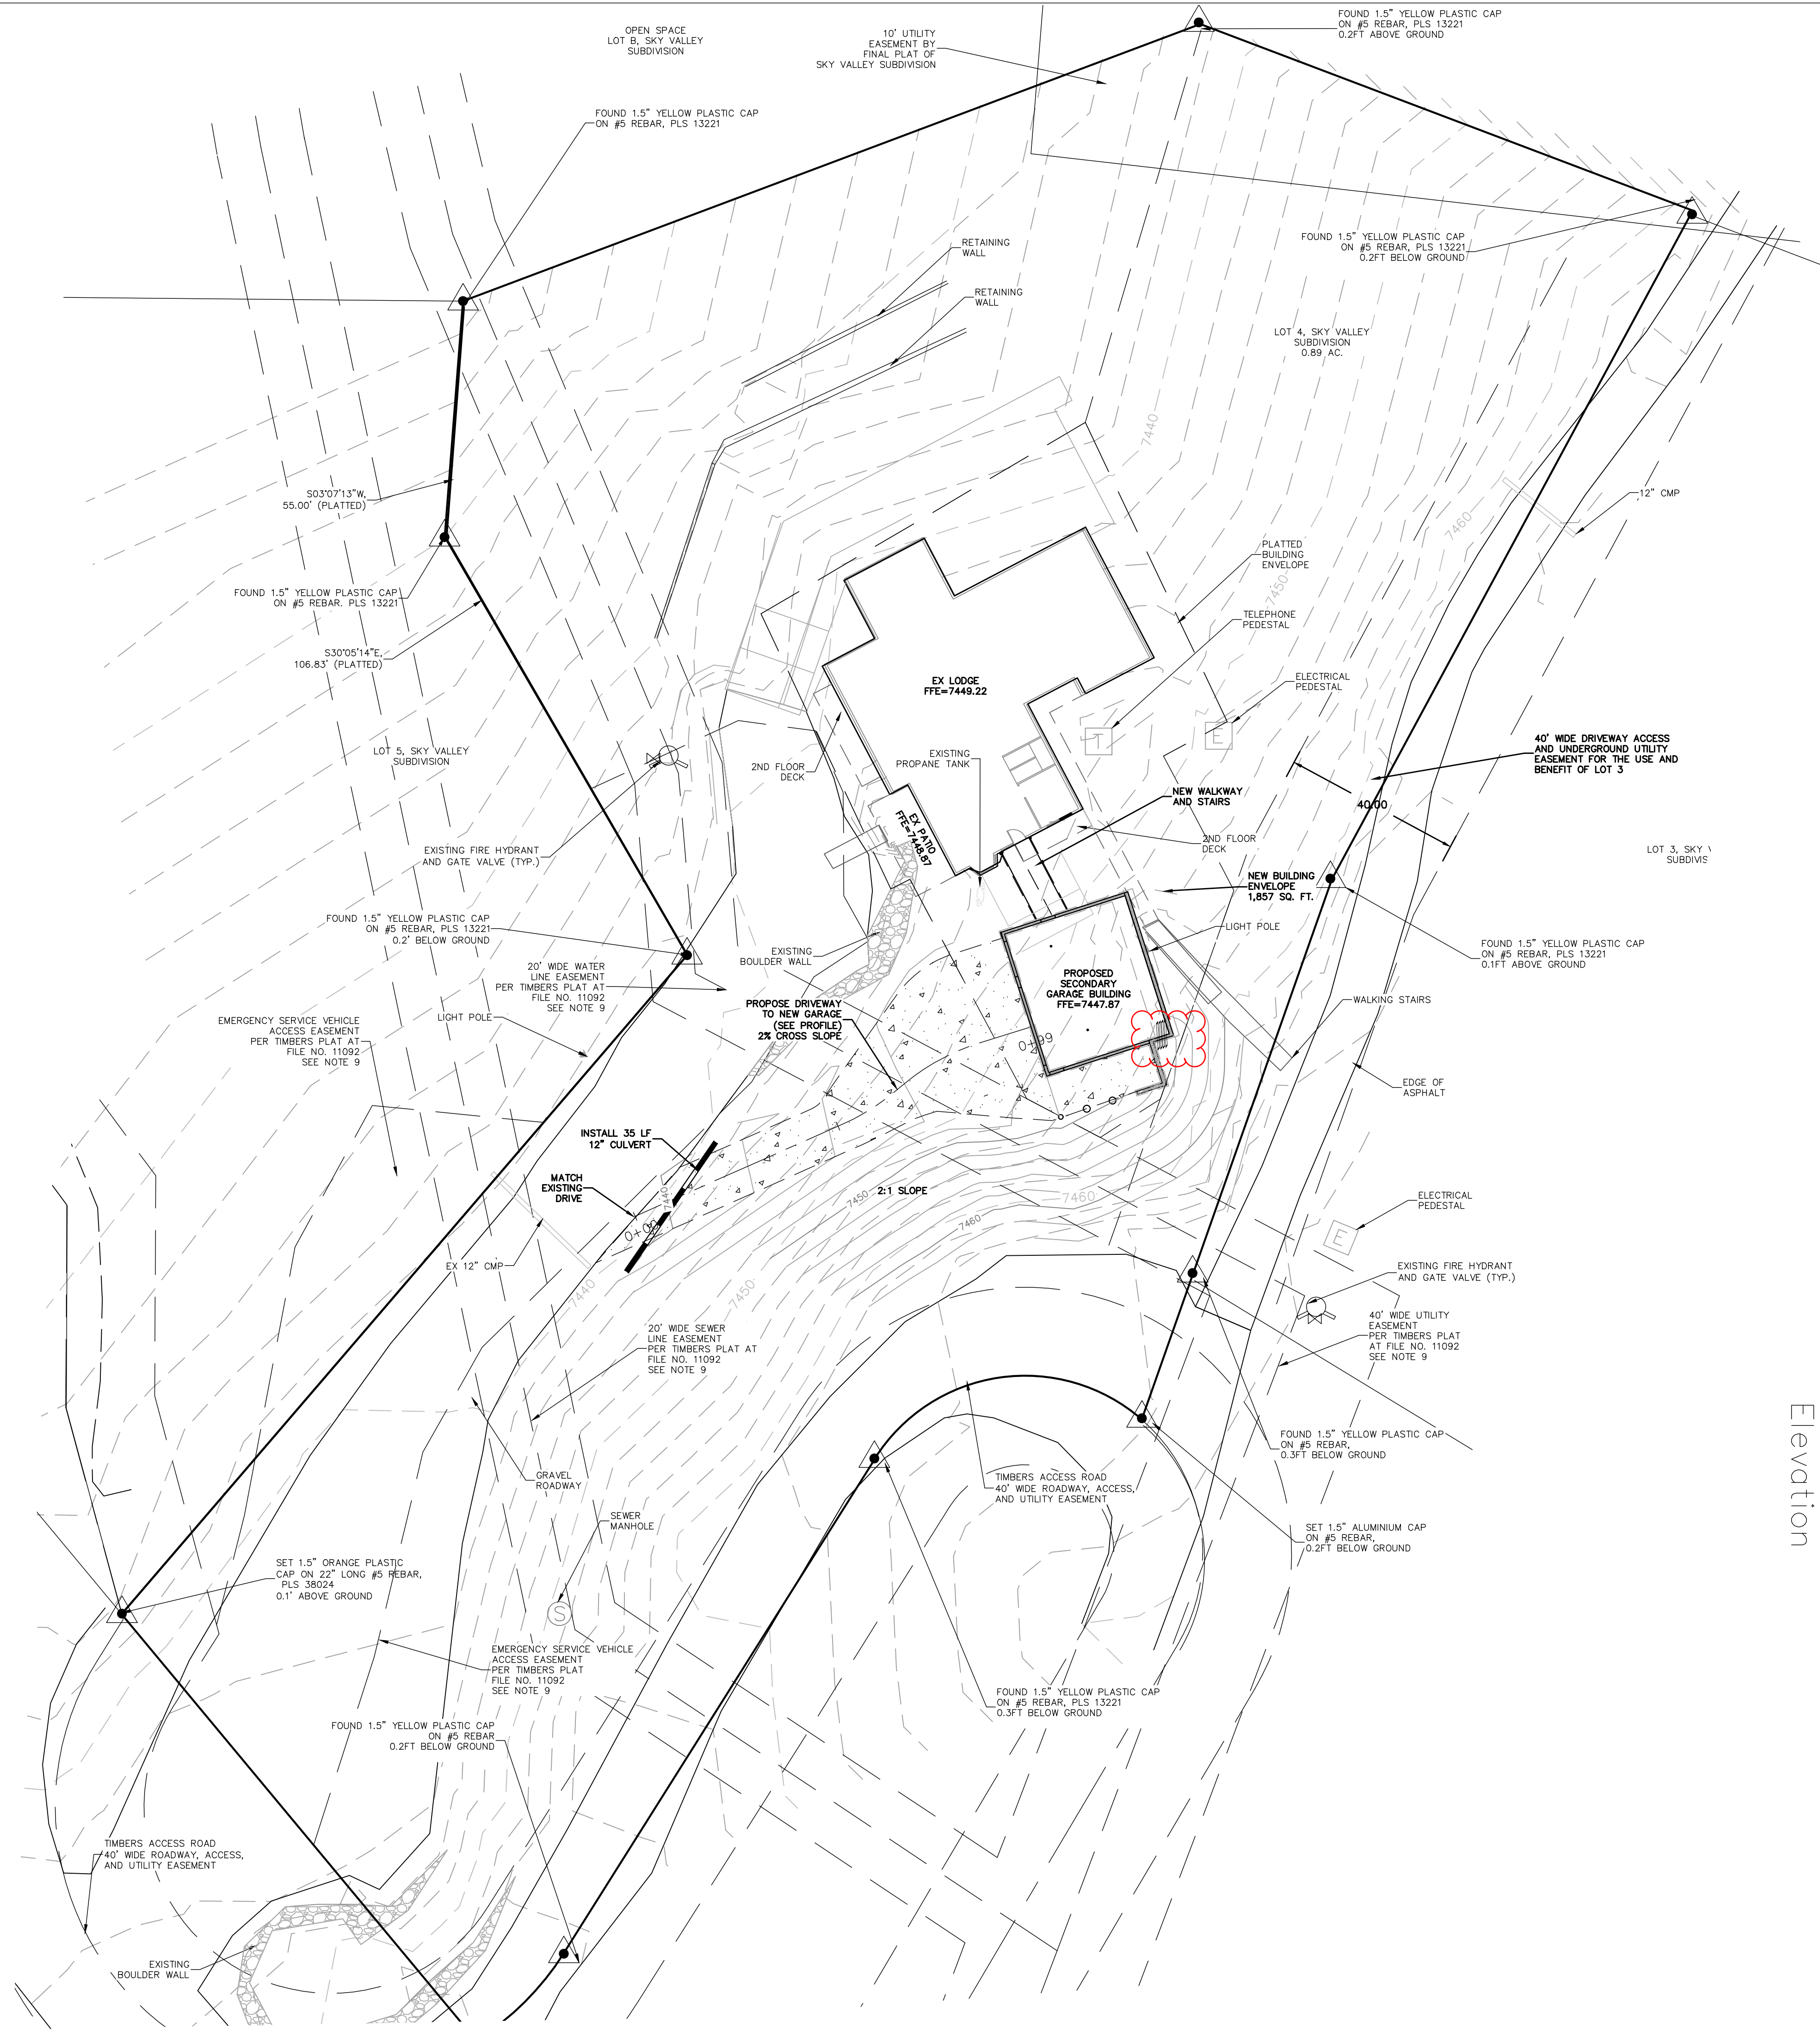 OPEN SPACE
LOT B, SKY VALLEY
SUBDIVISION
10' UTILITY
EASEMENT BY
FINAL PLAT OF
SKY VALLEY SUBDIVISION
FOUND 1.5" YELLOW PLASTIC CAP
ON #5 REBAR, PLS 13221
0.2FT ABOVE GROUND
FOUND 1.5" YELLOW PLASTIC CAP
ON #5 REBAR, PLS 13221
RETAINING
WALL
RETAINING
WALL
FOUND 1.5" YELLOW PLASTIC CAP
ON #5 REBAR, PLS 13221
0.2FT BELOW GROUND
LOT 4, SKY VALLEY
SUBDIVISION
0.89 AC.
7440
S03°07'13"W,
55.00' (PLATTED)
12" CMP
7460
PLATTED
BUILDING
ENVELOPE
7450
FOUND 1.5" YELLOW PLASTIC CAP
ON #5 REBAR. PLS 13221
TELEPHONE
PEDESTAL
S30°05'14"E,
106.83' (PLATTED)
EX LODGE
FFE=7449.22
ELECTRICAL
PEDESTAL
T
E
LOT 5, SKY VALLEY
SUBDIVISION
2ND FLOOR
DECK
EXISTING
PROPANE TANK
40' WIDE DRIVEWAY ACCESS
AND UNDERGROUND UTILITY
EASEMENT FOR THE USE AND
BENEFIT OF LOT 3
NEW WALKWAY
AND STAIRS
40.00
EX PATIO
FFE=7448.87
2ND FLOOR
DECK
EXISTING FIRE HYDRANT
AND GATE VALVE (TYP.)
LOT 3, SKY
SUBDIVIS
NEW BUILDING
ENVELOPE
1,857 SQ. FT.
FOUND 1.5" YELLOW PLASTIC CAP
ON #5 REBAR, PLS 13221
0.2' BELOW GROUND
LIGHT POLE
EXISTING
BOULDER WALL
FOUND 1.5" YELLOW PLASTIC CAP
ON #5 REBAR, PLS 13221
0.1FT ABOVE GROUND
20' WIDE WATER
LINE EASEMENT
PER TIMBERS PLAT AT
FILE NO. 11092
SEE NOTE 9
PROPOSED
SECONDARY
GARAGE BUILDING
FFE=7447.87
WALKING STAIRS
PROPOSE DRIVEWAY
TO NEW GARAGE
(SEE PROFILE)
2% CROSS SLOPE
LIGHT POLE
EMERGENCY SERVICE VEHICLE
ACCESS EASEMENT
PER TIMBERS PLAT AT
FILE NO. 11092
SEE NOTE 9
0+99
EDGE OF
ASPHALT
INSTALL 35 LF
12" CULVERT
MATCH
EXISTING
DRIVE
7440
7450
2:1 SLOPE
7460
7460
ELECTRICAL
PEDESTAL
E
EX 12" CMP
7440
7450
EXISTING FIRE HYDRANT
AND GATE VALVE (TYP.)
20' WIDE SEWER
LINE EASEMENT
PER TIMBERS PLAT AT
FILE NO. 11092
SEE NOTE 9
40' WIDE UTILITY
EASEMENT
PER TIMBERS PLAT
AT FILE NO. 11092
SEE NOTE 9
Elevation
FOUND 1.5" YELLOW PLASTIC CAP
ON #5 REBAR,
0.3FT BELOW GROUND
GRAVEL
ROADWAY
TIMBERS ACCESS ROAD
40' WIDE ROADWAY, ACCESS,
AND UTILITY EASEMENT
SEWER
MANHOLE
SET 1.5" ALUMINIUM CAP
ON #5 REBAR,
0.2FT BELOW GROUND
SET 1.5" ORANGE PLASTIC
CAP ON 22" LONG #5 REBAR,
PLS 38024
0.1' ABOVE GROUND
S
EMERGENCY SERVICE VEHICLE
ACCESS EASEMENT
PER TIMBERS PLAT
FILE NO. 11092
SEE NOTE 9
FOUND 1.5" YELLOW PLASTIC CAP
ON #5 REBAR, PLS 13221
0.3FT BELOW GROUND
FOUND 1.5" YELLOW PLASTIC CAP
ON #5 REBAR
0.2FT BELOW GROUND
TIMBERS ACCESS ROAD
40' WIDE ROADWAY, ACCESS,
AND UTILITY EASEMENT
EXISTING
BOULDER WALL